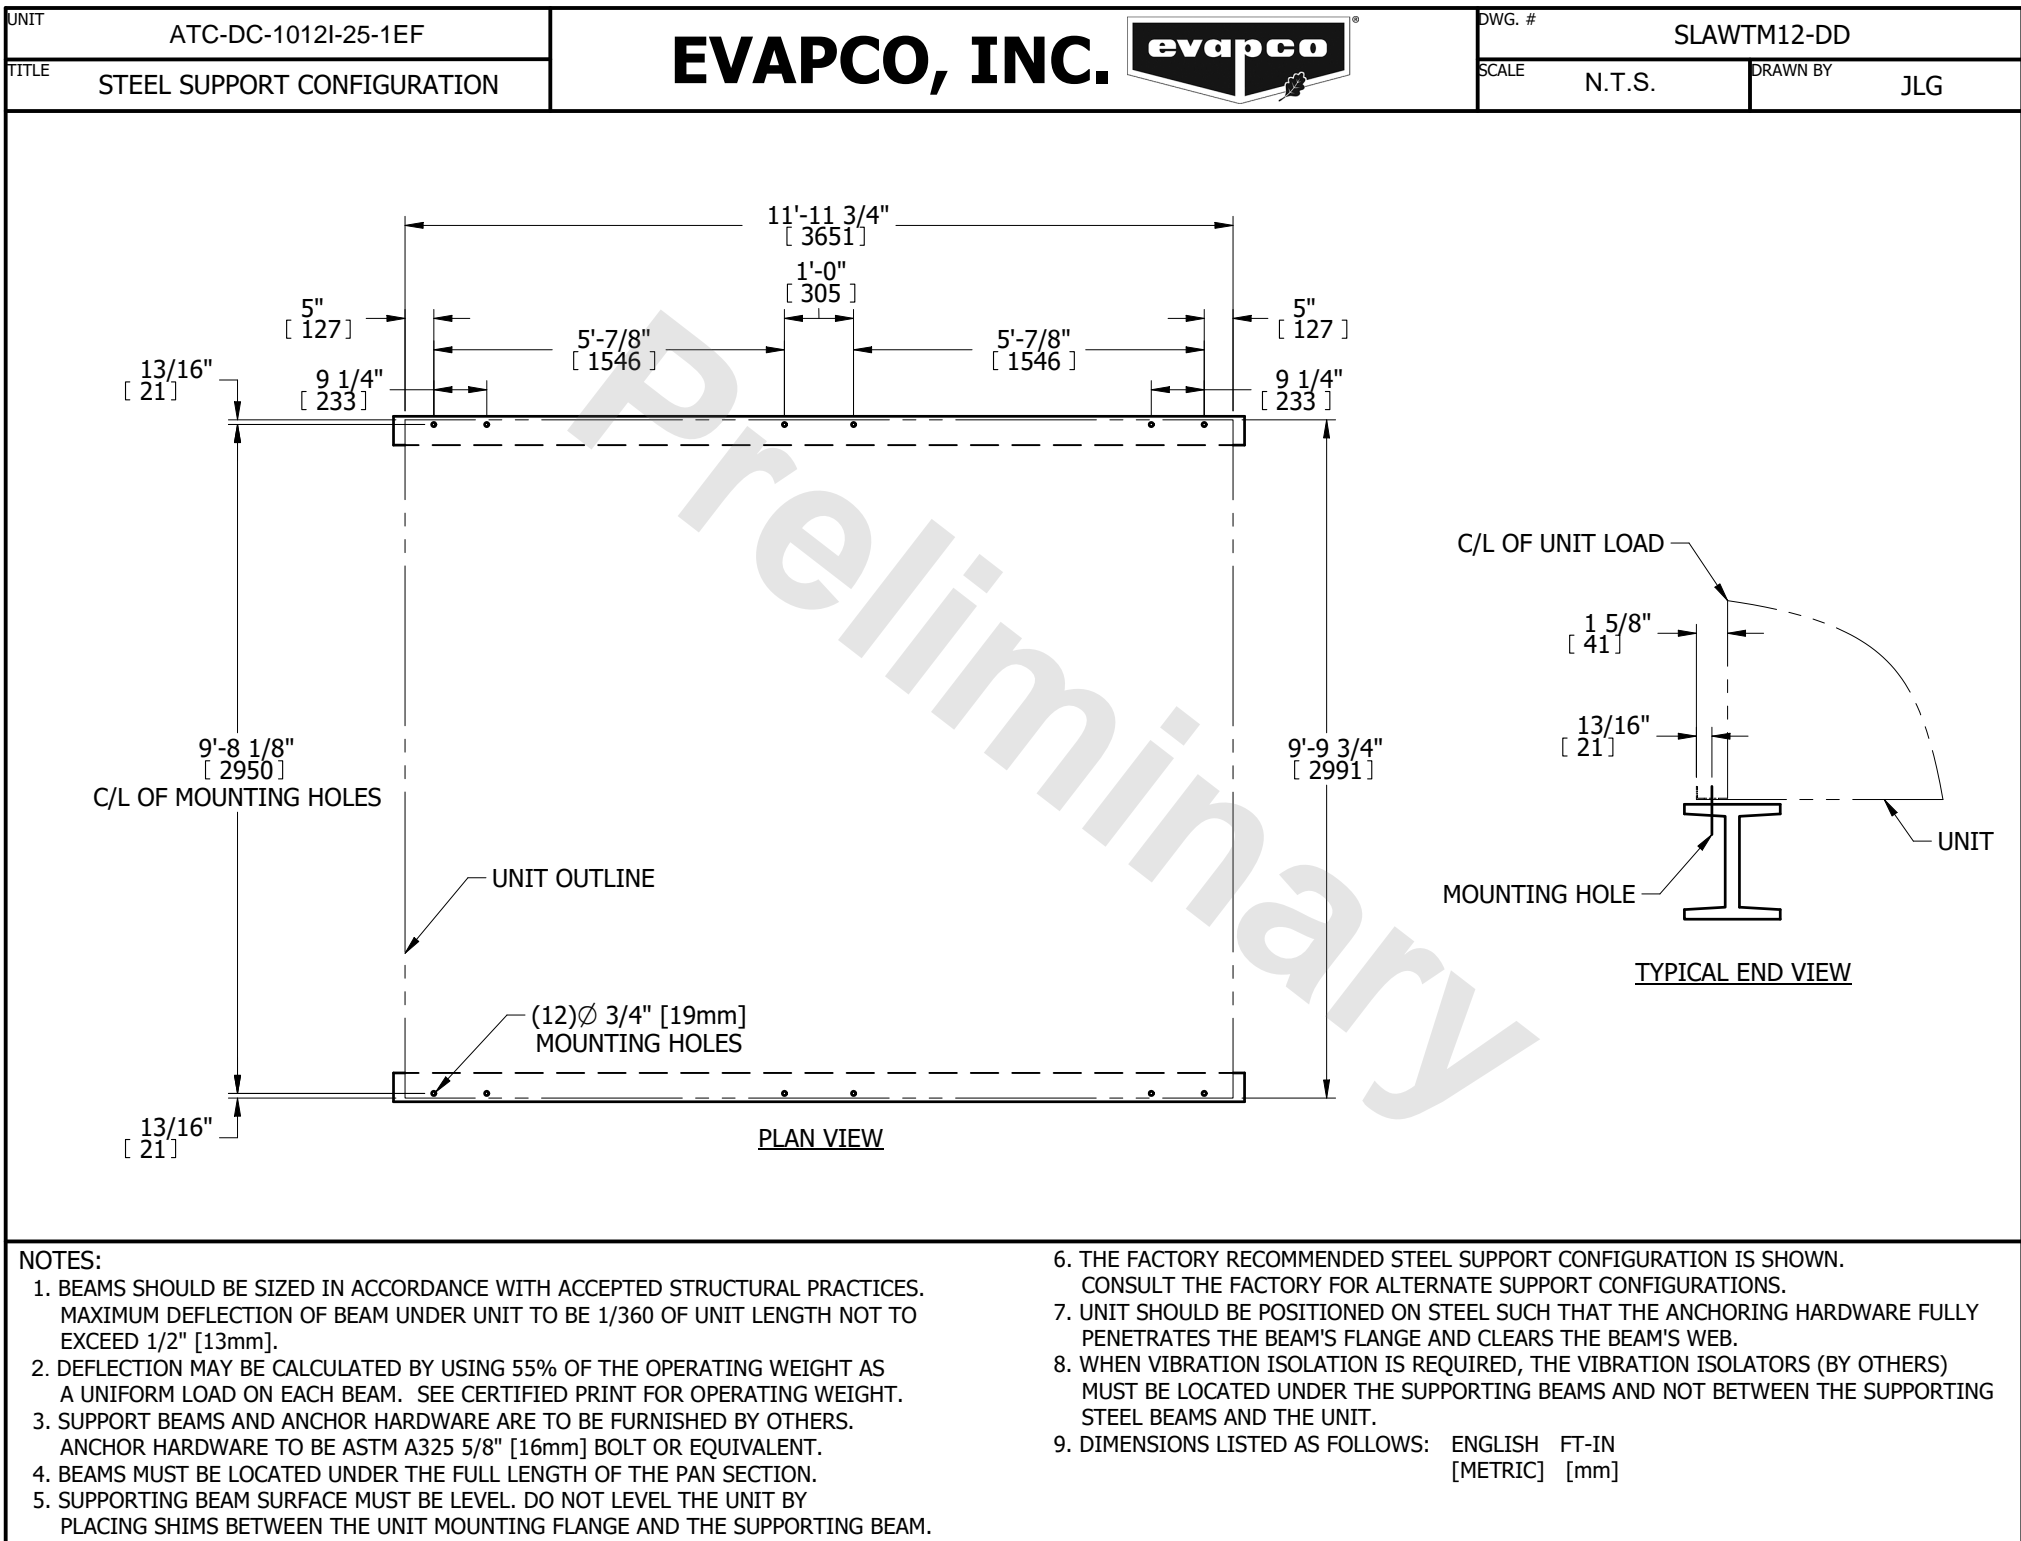 UNIT
ATC-DC-1012I-25-1EF
TITLE
STEEL SUPPORT CONFIGURATION
EVAPCO, INC.
evapco
®
DWG. #
SLAWTM12-DD
SCALE
N.T.S.
DRAWN BY
JLG
11'-11 3/4"
[ 3651 ]
1'-0"
[ 305 ]
5"
[ 127 ]
5"
[ 127 ]
5'-7/8"
[ 1546 ]
5'-7/8"
[ 1546 ]
13/16"
[ 21 ]
9 1/4"
[ 233 ]
9 1/4"
[ 233 ]
Preliminary
C/L OF UNIT LOAD
1 5/8"
[ 41 ]
13/16"
[ 21 ]
9'-8 1/8"
[ 2950 ]
C/L OF MOUNTING HOLES
9'-9 3/4"
[ 2991 ]
UNIT
UNIT OUTLINE
MOUNTING HOLE
TYPICAL END VIEW
(12)∅ 3/4" [19mm]
MOUNTING HOLES
13/16"
[ 21 ]
PLAN VIEW
NOTES:
1. BEAMS SHOULD BE SIZED IN ACCORDANCE WITH ACCEPTED STRUCTURAL PRACTICES.
MAXIMUM DEFLECTION OF BEAM UNDER UNIT TO BE 1/360 OF UNIT LENGTH NOT TO
EXCEED 1/2" [13mm].
2. DEFLECTION MAY BE CALCULATED BY USING 55% OF THE OPERATING WEIGHT AS
A UNIFORM LOAD ON EACH BEAM. SEE CERTIFIED PRINT FOR OPERATING WEIGHT.
3. SUPPORT BEAMS AND ANCHOR HARDWARE ARE TO BE FURNISHED BY OTHERS.
ANCHOR HARDWARE TO BE ASTM A325 5/8" [16mm] BOLT OR EQUIVALENT.
4. BEAMS MUST BE LOCATED UNDER THE FULL LENGTH OF THE PAN SECTION.
5. SUPPORTING BEAM SURFACE MUST BE LEVEL. DO NOT LEVEL THE UNIT BY
PLACING SHIMS BETWEEN THE UNIT MOUNTING FLANGE AND THE SUPPORTING BEAM.
6. THE FACTORY RECOMMENDED STEEL SUPPORT CONFIGURATION IS SHOWN.
CONSULT THE FACTORY FOR ALTERNATE SUPPORT CONFIGURATIONS.
7. UNIT SHOULD BE POSITIONED ON STEEL SUCH THAT THE ANCHORING HARDWARE FULLY
PENETRATES THE BEAM'S FLANGE AND CLEARS THE BEAM'S WEB.
8. WHEN VIBRATION ISOLATION IS REQUIRED, THE VIBRATION ISOLATORS (BY OTHERS)
MUST BE LOCATED UNDER THE SUPPORTING BEAMS AND NOT BETWEEN THE SUPPORTING
STEEL BEAMS AND THE UNIT.
9. DIMENSIONS LISTED AS FOLLOWS: ENGLISH FT-IN
[METRIC] [mm]